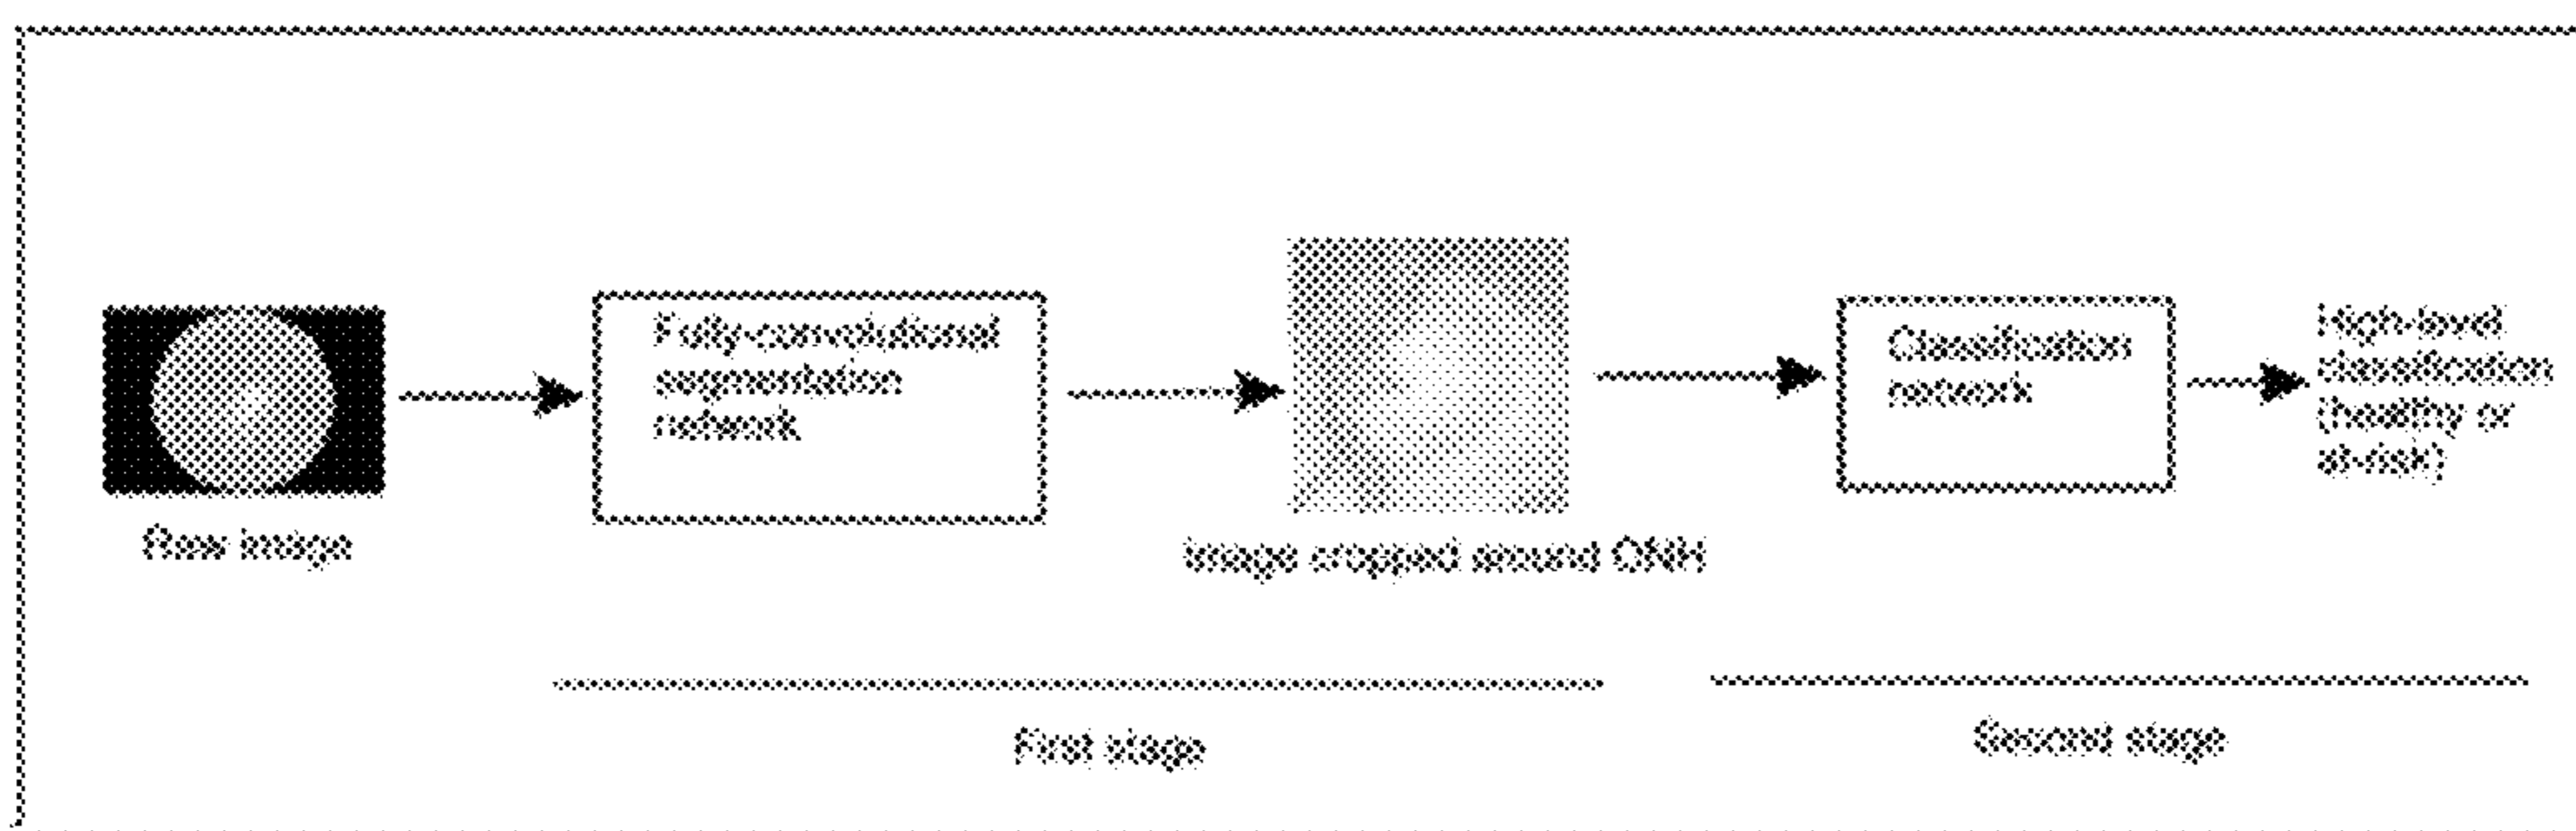 Raw image
Fully-convolutional
segmentation
network
Image cropped around ONH
Classification
network
High-level
classification
(healthy or
at-risk)
First stage
Second stage